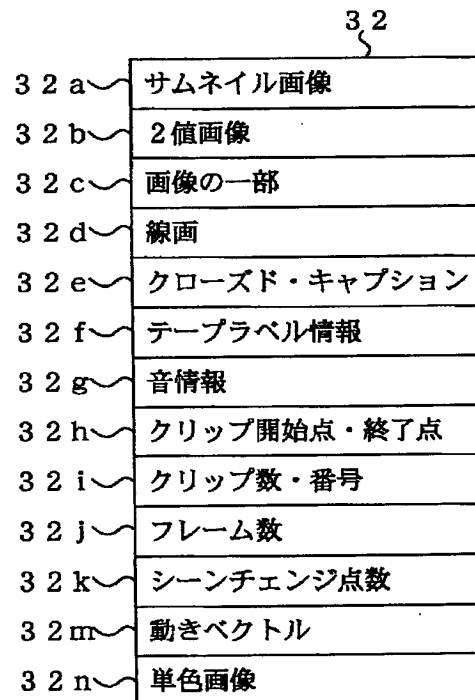 32
32a サムネイル画像
32b 2値画像
32c 画像の一部
32d 線画
32e クローズド・キャプション
32f テープラベル情報
32g 音情報
32h クリップ開始点・終了点
32i クリップ数・番号
32j フレーム数
32k シーンチェンジ点数
32m 動きベクトル
32n 単色画像